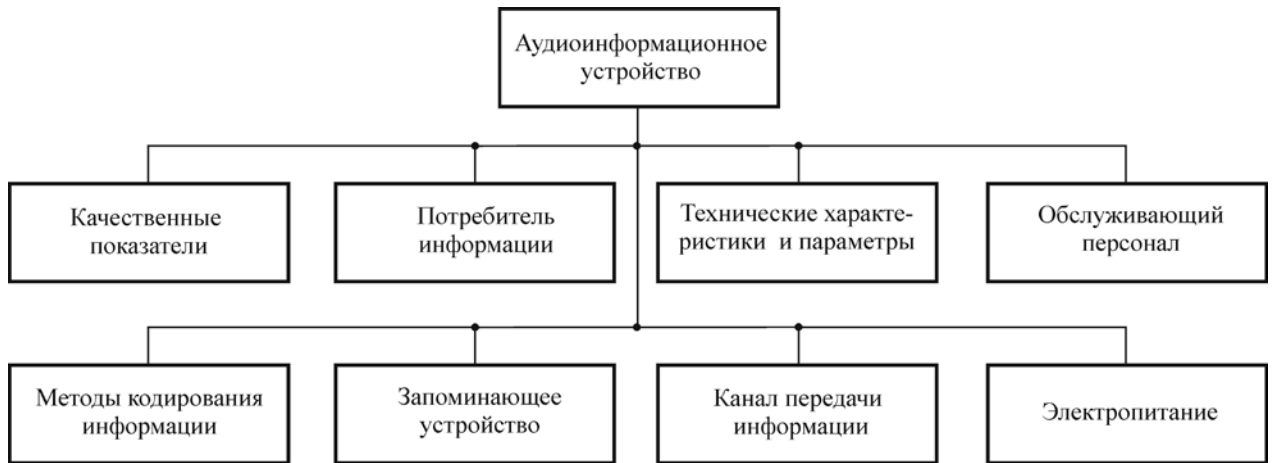 Аудиоинформационное
устройство
Качественные
показатели
Потребитель
информации
Технические характе-
ристики и параметры
Обслуживающий
персонал
Методы кодирования
информации
Запоминающее
устройство
Канал передачи
информации
Электропитание